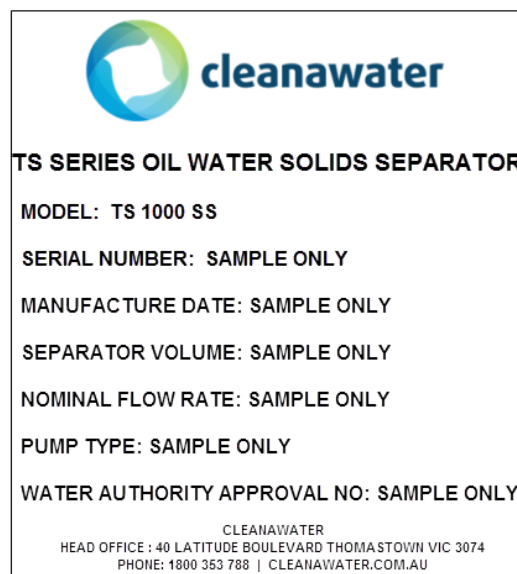 cleanawater
TS SERIES OIL WATER SOLIDS SEPARATOR
MODEL: TS 1000 SS
SERIAL NUMBER: SAMPLE ONLY
MANUFACTURE DATE: SAMPLE ONLY
SEPARATOR VOLUME: SAMPLE ONLY
NOMINAL FLOW RATE: SAMPLE ONLY
PUMP TYPE: SAMPLE ONLY
WATER AUTHORITY APPROVAL NO: SAMPLE ONLY
CLEANAWATER
HEAD OFFICE : 40 LATITUDE BOULEVARD THOMASTOWN VIC 3074
PHONE: 1800 353 788 | CLEANAWATER.COM.AU